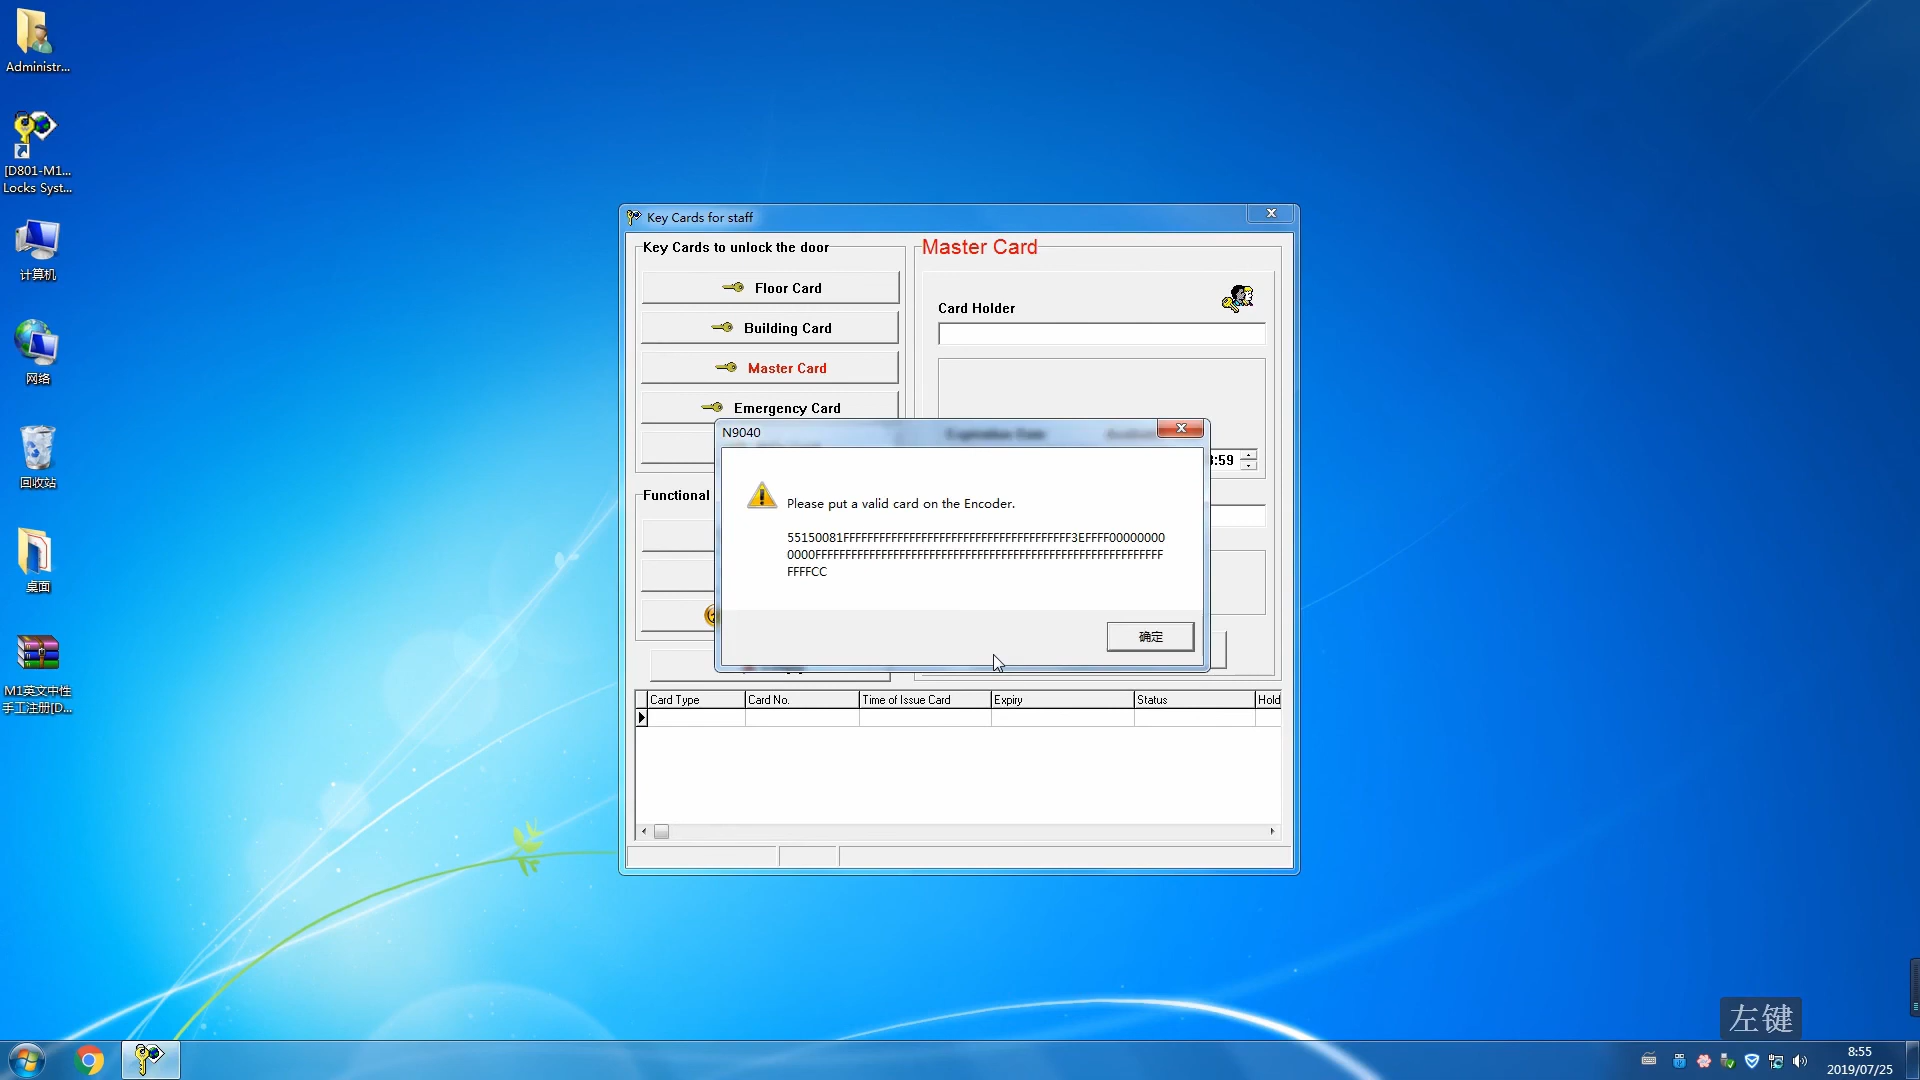 Administr...
[D801-M1...
Locks Syst...
计算机
网络
回收站
桌面
M1英文中性
手工注册[D...
Key Cards for staff
Key Cards to unlock the door
Floor Card
Building Card
Master Card
Emergency Card
Functional
Master Card
Card Holder
Expiration Date
:59
N9040
Please put a valid card on the Encoder.
55150081FFFFFFFFFFFFFFFFFFFFFFFFFFFFFFFFFFFFFF3EFFFF00000000
0000FFFFFFFFFFFFFFFFFFFFFFFFFFFFFFFFFFFFFFFFFFFFFFFFFFFFFFFFFF
FFFFCC
确定
Card Type
Card No.
Time of Issue Card
Expiry
Status
Hold
左键
8:55
2019/07/25